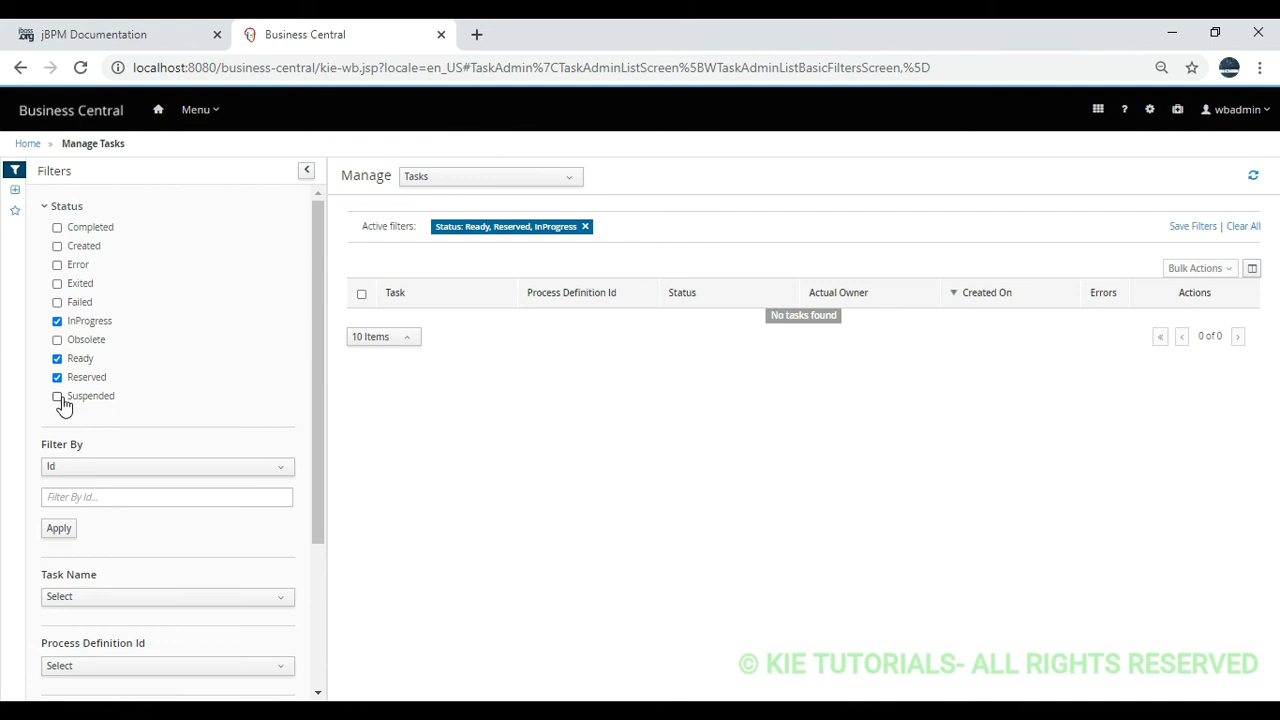 jBPM Documentation
Business Central
localhost:8080/business-central/kie-wb.jsp?locale=en_US#TaskAdmin%7CTaskAdminListScreen%5BWTaskAdminListBasicFiltersScreen,%5D
Business Central
Menu
wbadmin
Home » Manage Tasks
Filters
Status
Completed
Created
Error
Exited
Failed
InProgress
Obsolete
Ready
Reserved
Suspended
Filter By
Id
Filter By Id...
Apply
Task Name
Select
Process Definition Id
Select
Manage Tasks
Active filters: Status: Ready, Reserved, InProgress
Save Filters | Clear All
Bulk Actions
Task Process Definition Id Status Actual Owner Created On Errors Actions
No tasks found
10 Items
0 of 0
© KIE TUTORIALS- ALL RIGHTS RESERVED